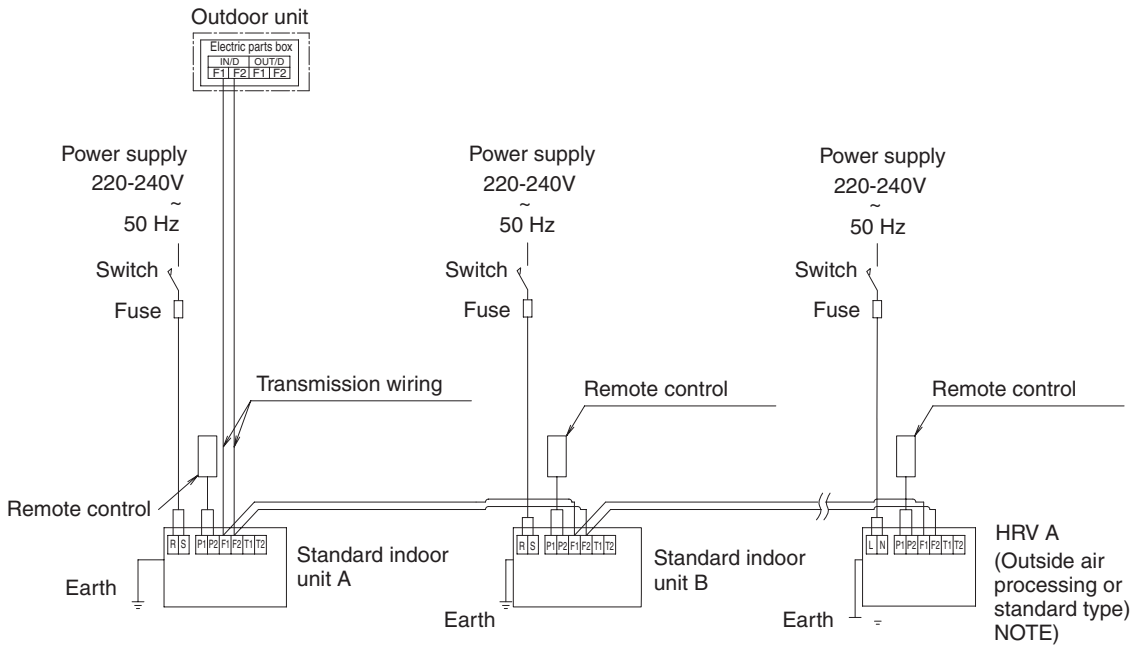 Outdoor unit
Electric parts box
IN/D OUT/D
F1 F2 F1 F2
Power supply
220-240V
~
50 Hz
Switch
Fuse
Power supply
220-240V
~
50 Hz
Switch
Fuse
Power supply
220-240V
~
50 Hz
Switch
Fuse
Transmission wiring
Remote control
Remote control
Remote control
R S P1 P2 F1 F2 T1 T2
Standard indoor
unit A
Earth
R S P1 P2 F1 F2 T1 T2
Standard indoor
unit B
Earth
L N P1 P2 F1 F2 T1 T2
HRV A
(Outside air
processing or
standard type)
NOTE)
Earth